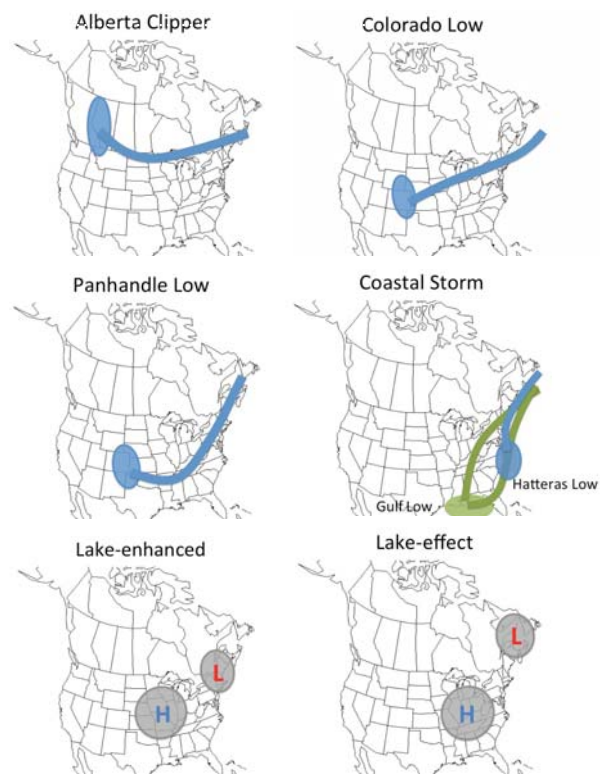 Alberta Clipper
Colorado Low
Panhandle Low
Coastal Storm
Hatteras Low
Gulf Low
Lake-enhanced
Lake-effect
L
H
L
H